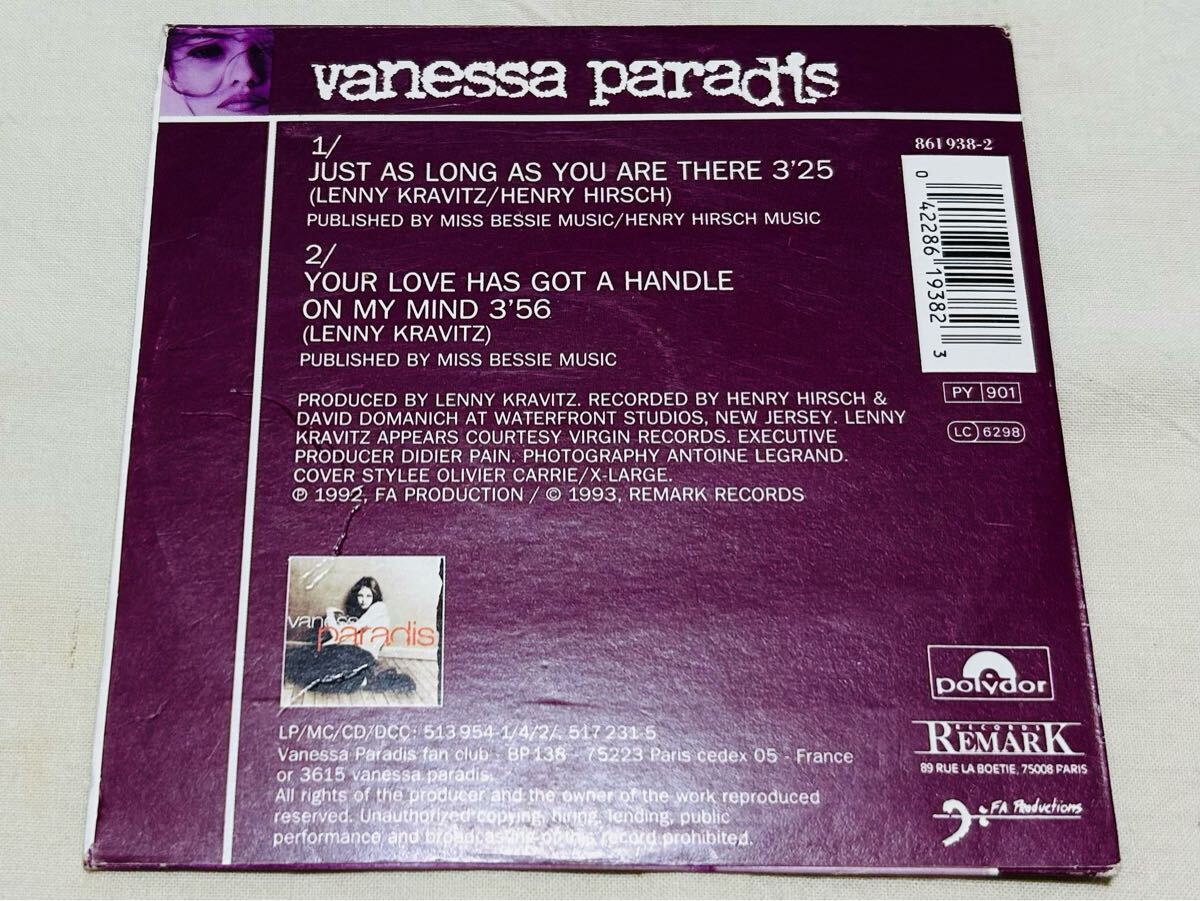 vanessa paradis
1/
JUST AS LONG AS YOU ARE THERE 3'25
(LENNY KRAVITZ/HENRY HIRSCH)
PUBLISHED BY MISS BESSIE MUSIC/HENRY HIRSCH MUSIC
2/
YOUR LOVE HAS GOT A HANDLE
ON MY MIND 3'56
(LENNY KRAVITZ)
PUBLISHED BY MISS BESSIE MUSIC
PRODUCED BY LENNY KRAVITZ. RECORDED BY HENRY HIRSCH &
DAVID DOMANICH AT WATERFRONT STUDIOS, NEW JERSEY. LENNY
KRAVITZ APPEARS COURTESY VIRGIN RECORDS. EXECUTIVE
PRODUCER DIDIER PAIN. PHOTOGRAPHY ANTOINE LEGRAND.
COVER STYLEE OLIVIER CARRIE/X-LARGE.
℗ 1992, FA PRODUCTION / © 1993, REMARK RECORDS
861 938-2
0 42286 19382 3
PY 901
LC 6298
vanessa
paradis
LP/MC/CD/DCC: 513 954-1/4/2/. 517 231-5
Vanessa Paradis fan club - BP 138 - 75223 Paris cedex 05 - France
or 3615 vanessa paradis.
All rights of the producer and the owner of the work reproduced
reserved. Unauthorized copying, hiring, lending, public
performance and broadcasting of this record prohibited.
polydor
RECORDS
REMARK
89 RUE LA BOETIE, 75008 PARIS
FA Productions